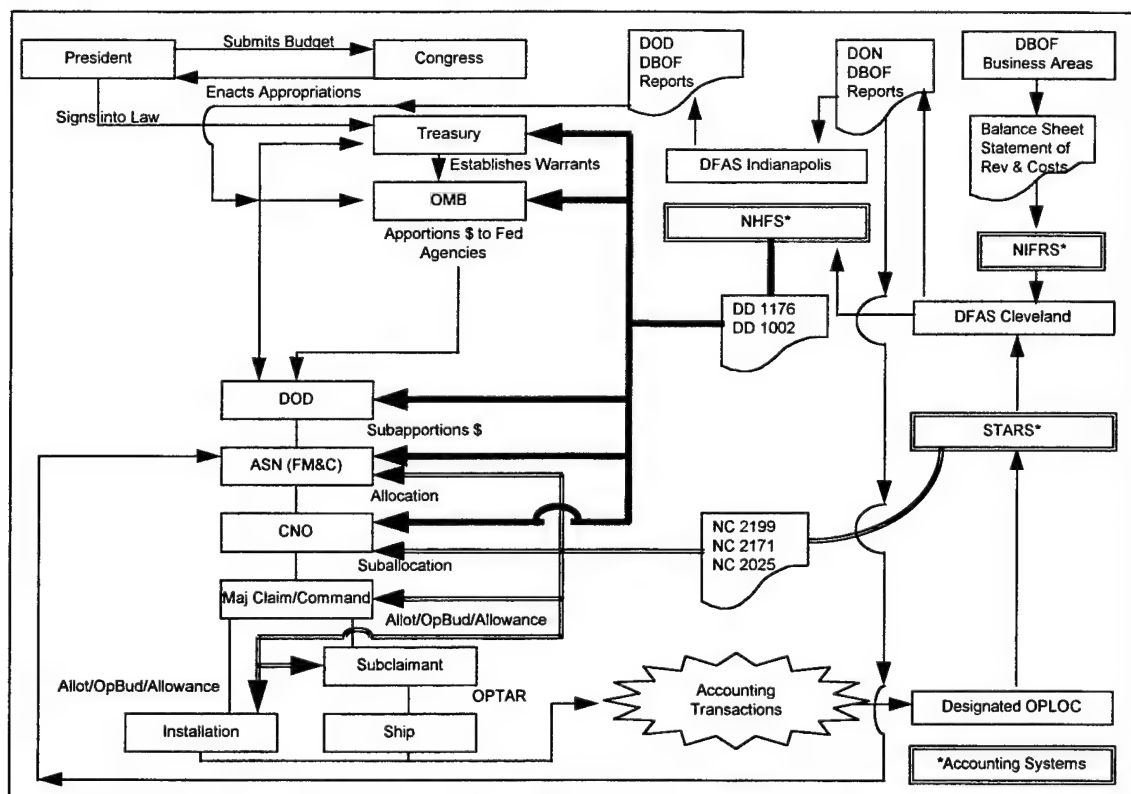 President
Submits Budget
Congress
Enacts Appropriations
Signs into Law
Treasury
Establishes Warrants
OMB
Apportions $ to Fed
Agencies
DOD
DBOF
Reports
DON
DBOF
Reports
DBOF
Business Areas
Balance Sheet
Statement of
Rev & Costs
DFAS Indianapolis
NHFS*
NIFRS*
DD 1176
DD 1002
DFAS Cleveland
DOD
Subapportions $
STARS*
ASN (FM&C)
Allocation
CNO
Suballocation
NC 2199
NC 2171
NC 2025
Maj Claim/Command
Allot/OpBud/Allowance
Subclaimant
Allot/OpBud/Allowance
OPTAR
Installation
Ship
Accounting
Transactions
Designated OPLOC
*Accounting Systems